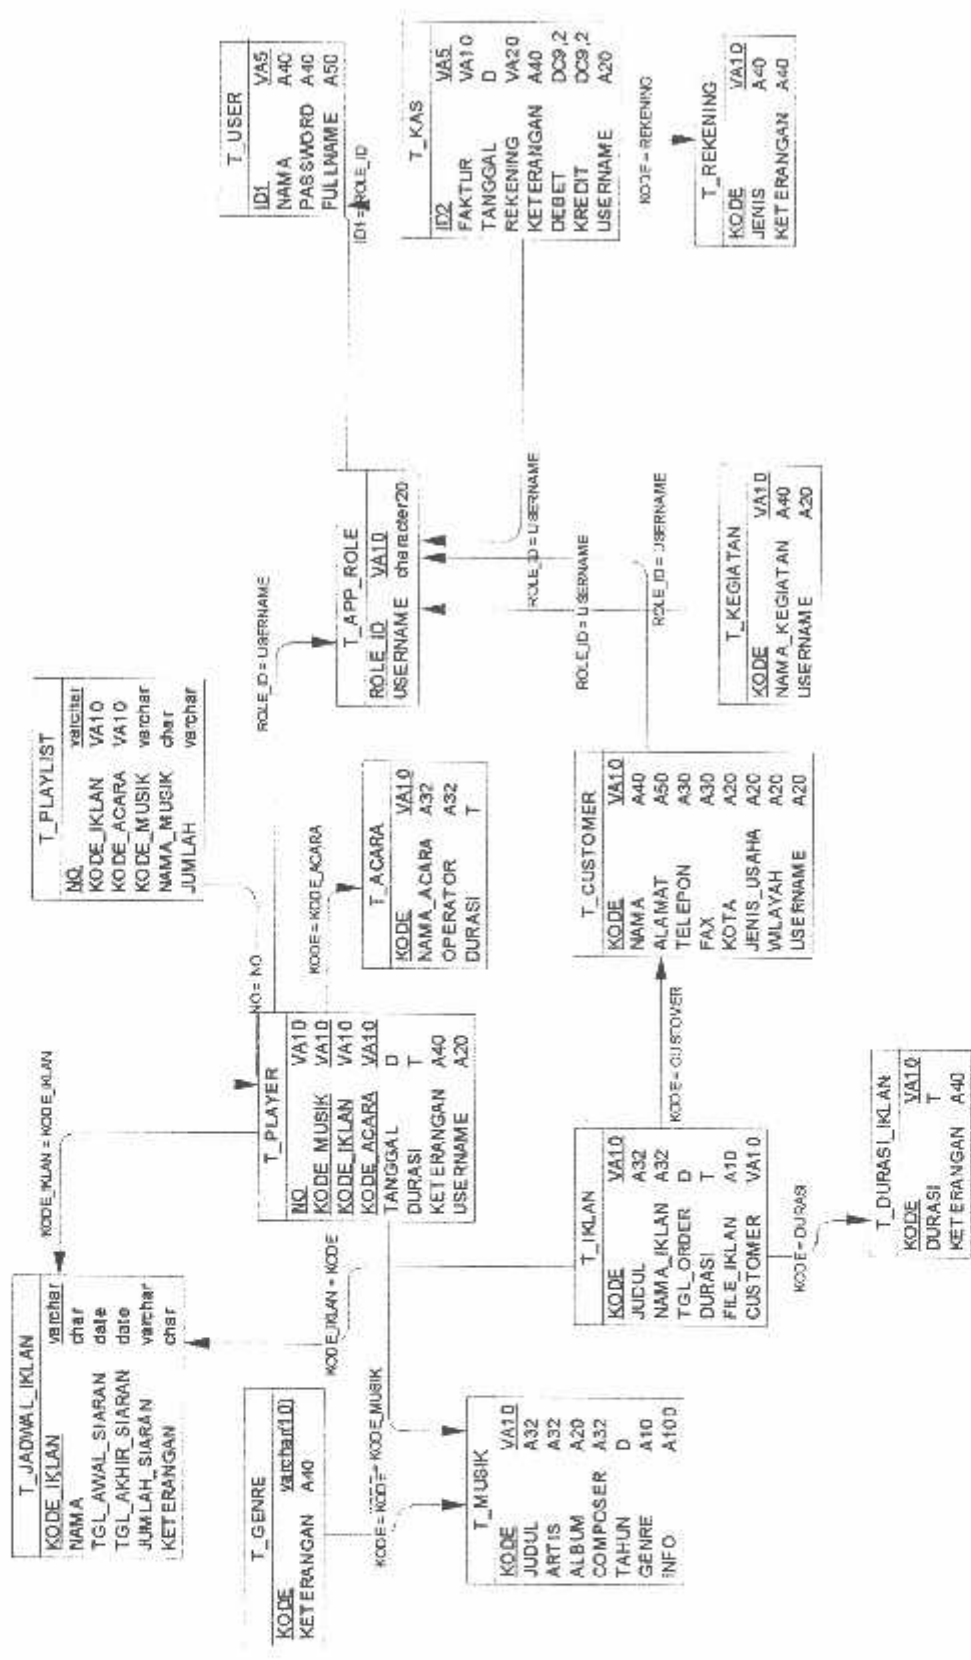 T_JADWAL_IKLAN
KODE_IKLAN varchar
NAMA char
TGL_AWAL_SIARAN date
TGL_AKHIR_SIARAN date
JUMLAH_SIARAN varchar
KETERANGAN char
KODE_IKLAN = KODE_IKLAN
T_PLAYLIST
NO varchar
KODE_IKLAN VA10
KODE_ACARA VA10
KODE_MUSIK varchar
NAMA_MUSIK char
JUMLAH varchar
T_USER
ID1 VA5
NAMA A40
PASSWORD A40
FULLNAME A50
NO = NO
ROLE_ID = USERNAME
ID1 = ROLE_ID
T_GENRE
KODE varchar(10)
KETERANGAN A40
KODE_IKLAN = KODE
T_PLAYER
NO VA10
KODE_MUSIK VA10
KODE_IKLAN VA10
KODE_ACARA VA10
TANGGAL D
DURASI T
KETERANGAN A40
USERNAME A20
KODE = KODE_ACARA
T_APP_ROLE
ROLE_ID VA10
USERNAME character20
T_ACARA
KODE VA10
NAMA_ACARA A32
OPERATOR A32
DURASI T
T_KAS
ID2 VA5
FAKTUR VA10
TANGGAL D
REKENING VA20
KETERANGAN A40
DEBET DC9,2
KREDIT DC9,2
USERNAME A20
KODE = KODE
KODE = KODE_MUSIK
T_MUSIK
KODE VA10
JUDUL A32
ARTIS A32
ALBUM A20
COMPOSER A32
TAHUN D
GENRE A10
INFO A100
ROLE_ID = USERNAME
ROLE_ID = USERNAME
ROLE_ID = USERNAME
KODE = REKENING
T_IKLAN
KODE VA10
JUDUL A32
NAMA_IKLAN A32
TGL_ORDER D
DURASI T
FILE_IKLAN A10
CUSTOMER VA10
KODE = CUSTOMER
T_CUSTOMER
KODE VA10
NAMA A40
ALAMAT A50
TELEPON A30
FAX A30
KOTA A20
JENIS_USAHA A20
WILAYAH A20
USERNAME A20
T_KEGIATAN
KODE VA10
NAMA_KEGIATAN A40
USERNAME A20
T_REKENING
KODE VA10
JENIS A40
KETERANGAN A40
KODE = DURASI
T_DURASI_IKLAN
KODE VA10
DURASI T
KETERANGAN A40